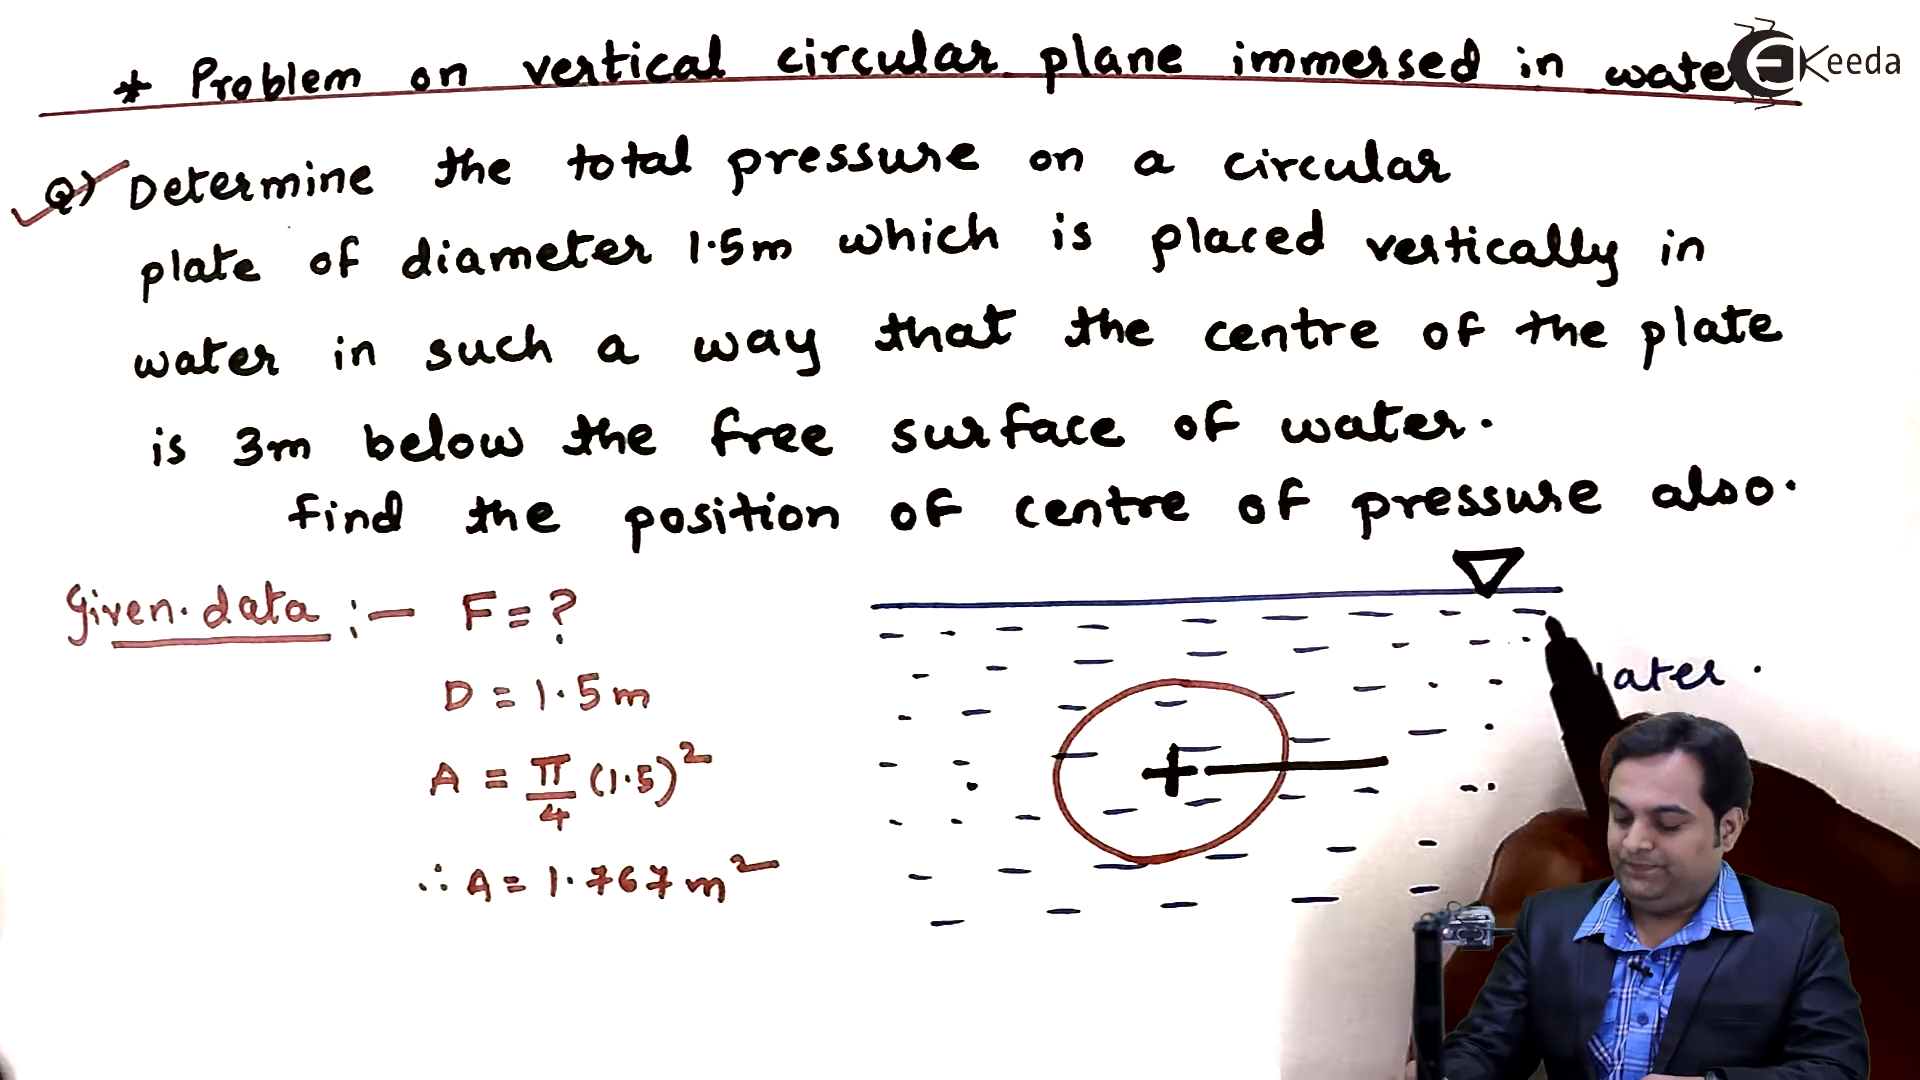 * Problem on vertical circular plane immersed in wate
Keeda
Q) Determine the total pressure on a circular
plate of diameter 1.5m which is placed vertically in
water in such a way that the centre of the plate
is 3m below the free surface of water.
find the position of centre of pressure also.
Given data :- F = ?
D = 1.5m
A = π/4 (1.5)²
∴ A = 1.767 m²
ater.